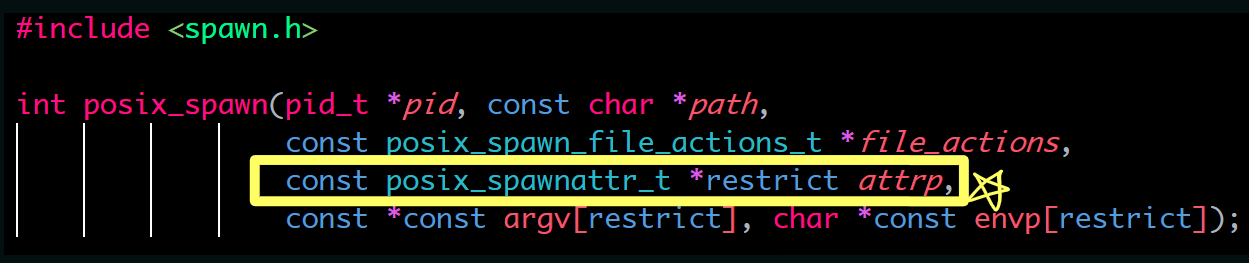 #include <spawn.h>
int posix_spawn(pid_t *pid, const char *path,
const posix_spawn_file_actions_t *file_actions,
const posix_spawnattr_t *restrict attrp,
const *const argv[restrict], char *const envp[restrict]);